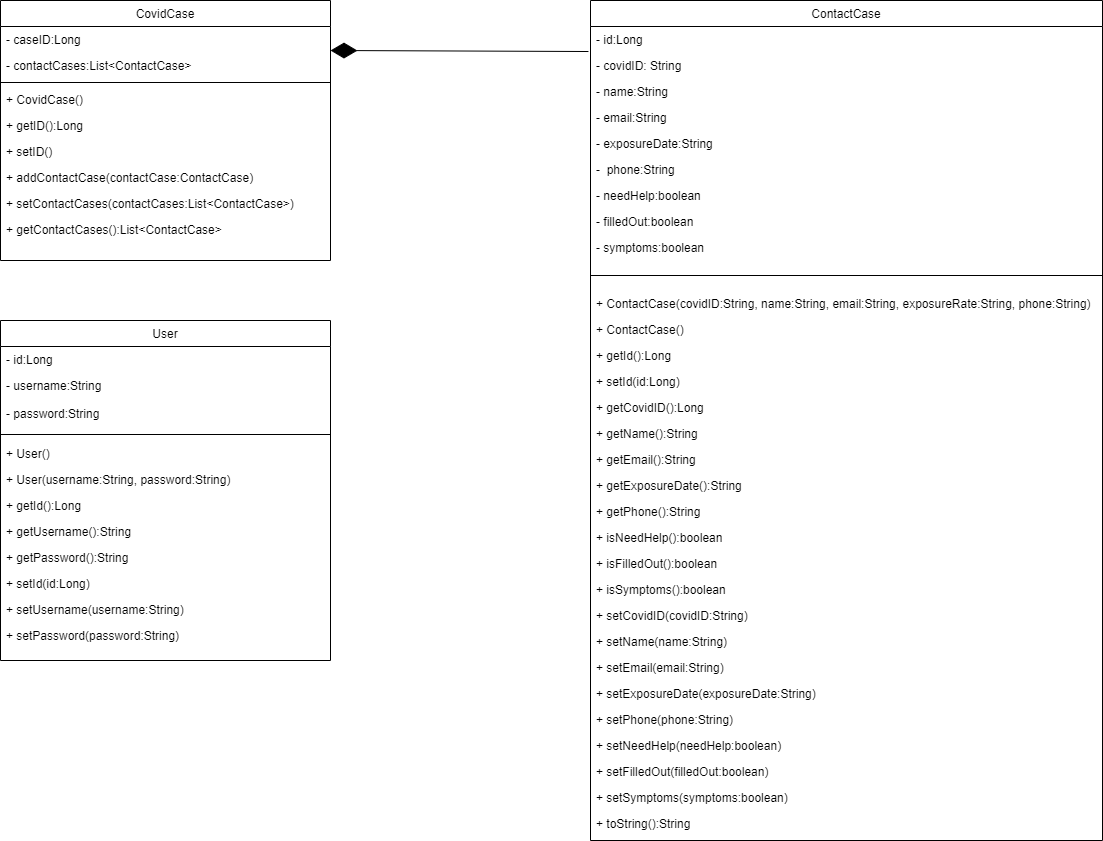 CovidCase
- caseID:Long
- contactCases:List<ContactCase>
+ CovidCase()
+ getID():Long
+ setID()
+ addContactCase(contactCase:ContactCase)
+ setContactCases(contactCases:List<ContactCase>)
+ getContactCases():List<ContactCase>
User
- id:Long
- username:String
- password:String
+ User()
+ User(username:String, password:String)
+ getId():Long
+ getUsername():String
+ getPassword():String
+ setId(id:Long)
+ setUsername(username:String)
+ setPassword(password:String)
ContactCase
- id:Long
- covidID: String
- name:String
- email:String
- exposureDate:String
-  phone:String
- needHelp:boolean
- filledOut:boolean
- symptoms:boolean
+ ContactCase(covidID:String, name:String, email:String, exposureRate:String, phone:String)
+ ContactCase()
+ getId():Long
+ setId(id:Long)
+ getCovidID():Long
+ getName():String
+ getEmail():String
+ getExposureDate():String
+ getPhone():String
+ isNeedHelp():boolean
+ isFilledOut():boolean
+ isSymptoms():boolean
+ setCovidID(covidID:String)
+ setName(name:String)
+ setEmail(email:String)
+ setExposureDate(exposureDate:String)
+ setPhone(phone:String)
+ setNeedHelp(needHelp:boolean)
+ setFilledOut(filledOut:boolean)
+ setSymptoms(symptoms:boolean)
+ toString():String